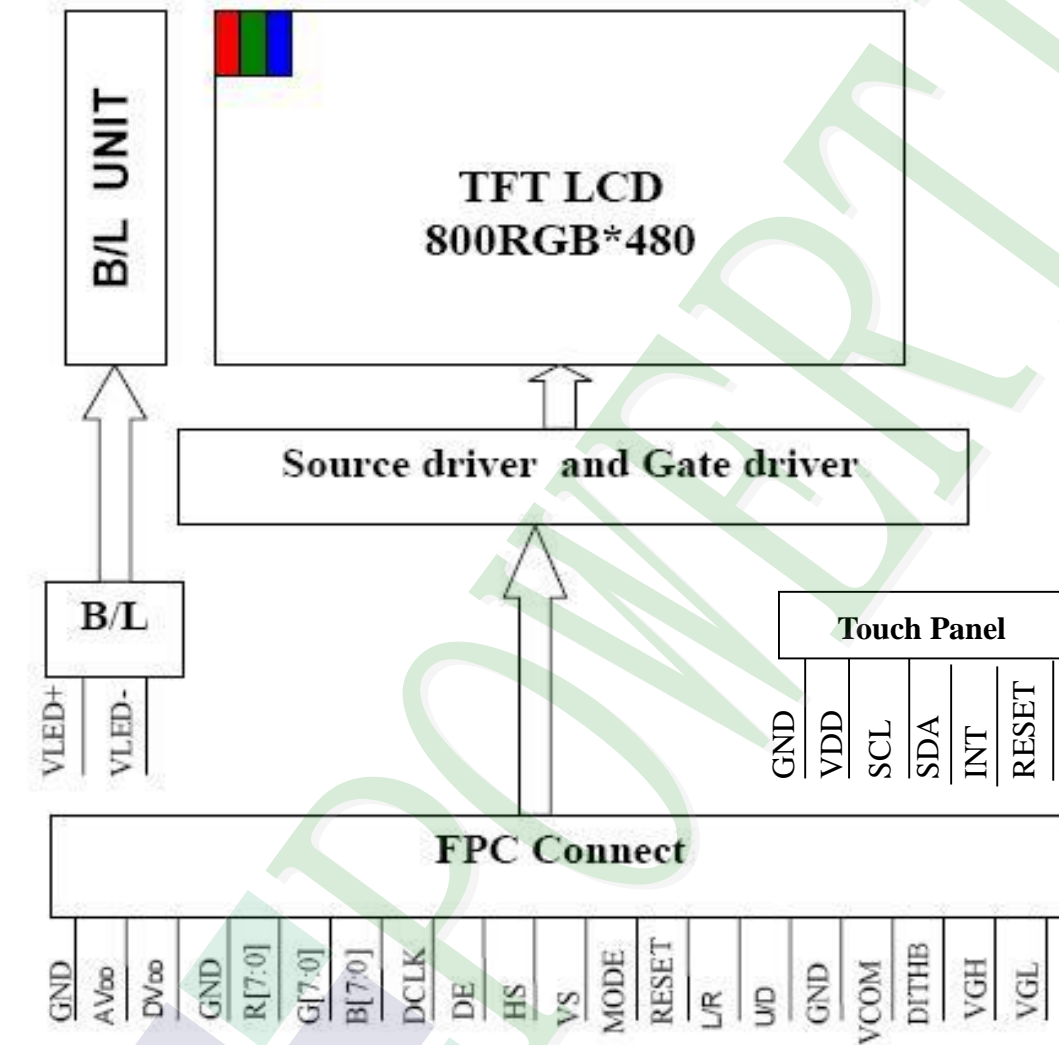 B/L UNIT
TFT LCD
800RGB*480
Source driver and Gate driver
B/L
VLED+
VLED-
Touch Panel
GND
VDD
SCL
SDA
INT
RESET
FPC Connect
GND
AVDD
DVDD
GND
R[7:0]
G[7:0]
B[7:0]
DCLK
DE
HS
VS
MODE
RESET
L/R
U/D
GND
VCOM
DITHB
VGH
VGL